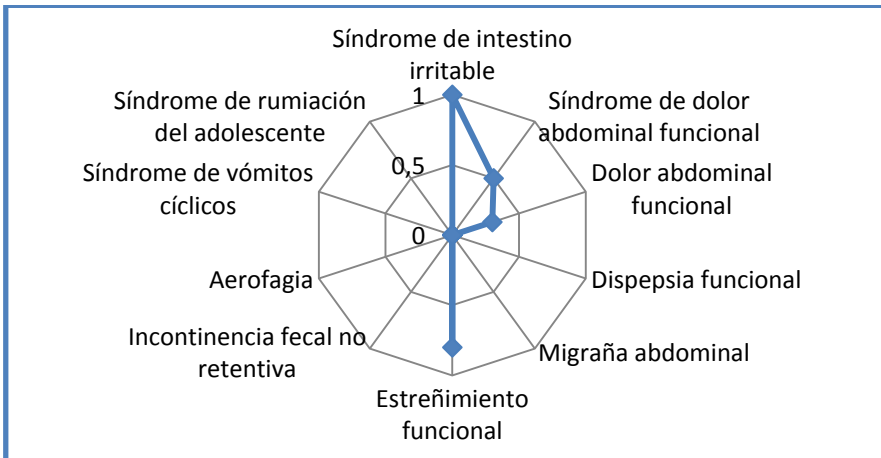 Síndrome de intestino
irritable
Síndrome de dolor
abdominal funcional
Dolor abdominal
funcional
Dispepsia funcional
Migraña abdominal
Estreñimiento
funcional
Incontinencia fecal no
retentiva
Aerofagia
Síndrome de vómitos
cíclicos
Síndrome de rumiación
del adolescente
1
0,5
0